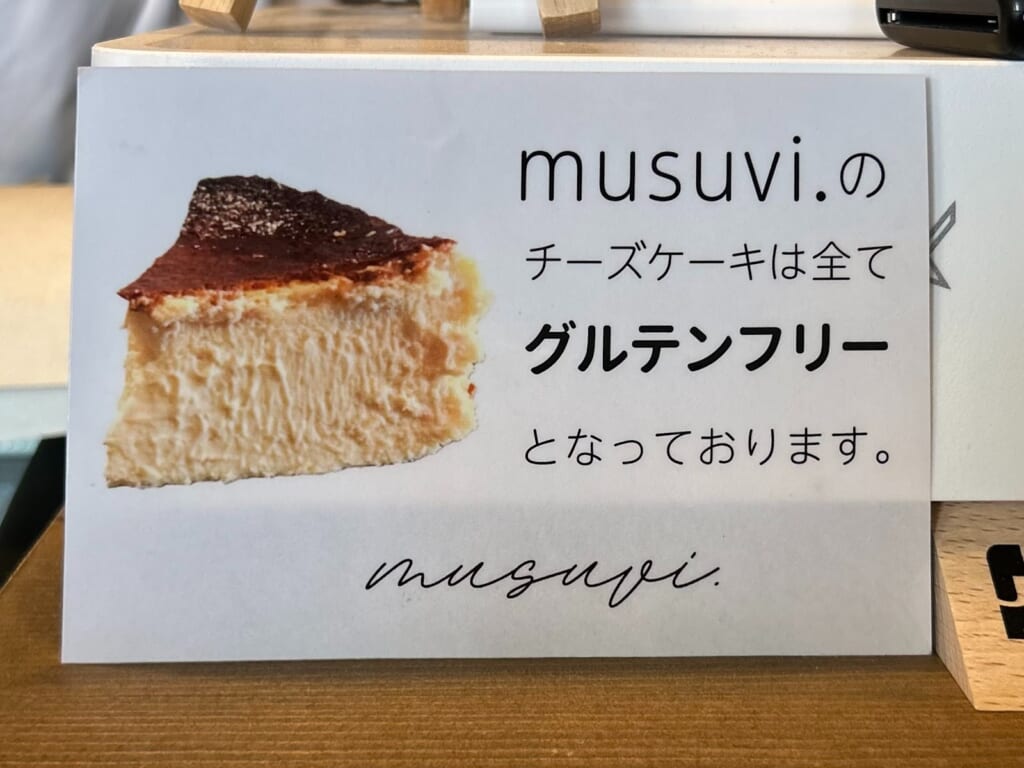 musuvi.の
チーズケーキは全て
グルテンフリー
となっております。
musuvi.